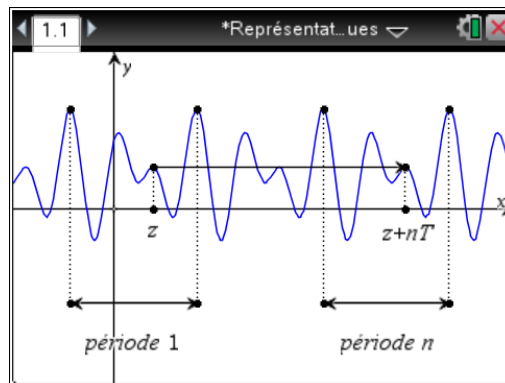 1.1 *Représentat...ues
y
x
z z+nT
période 1 période n